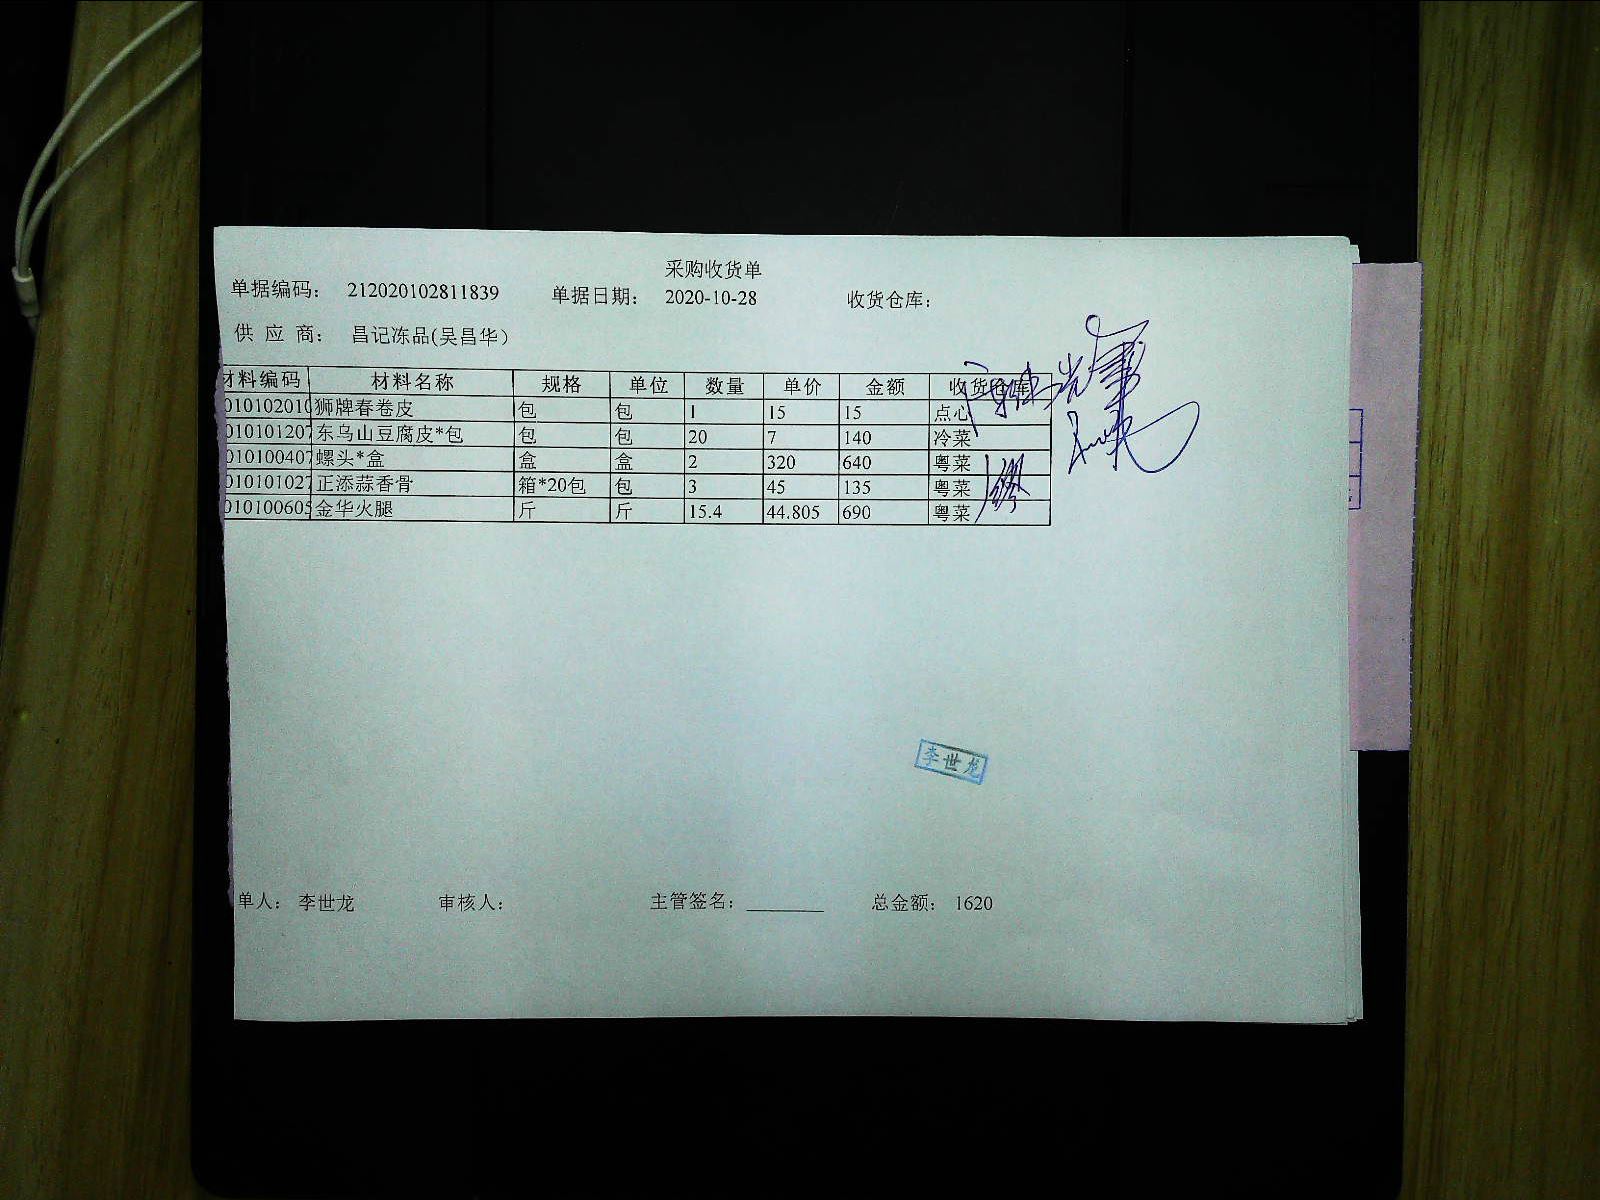 采购收货单
单据编码： 212020102811839 单据日期： 2020-10-28 收货仓库：
供 应 商： 昌记冻品(吴昌华)
材料编码 材料名称 规格 单位 数量 单价 金额 收货仓库
010102010 狮牌春卷皮 包 包 1 15 15 点心
010101207 东乌山豆腐皮*包 包 包 20 7 140 冷菜
010100407 螺头*盒 盒 盒 2 320 640 粤菜
010101027 正添蒜香骨 箱*20包 包 3 45 135 粤菜
010100605 金华火腿 斤 斤 15.4 44.805 690 粤菜
李世龙
单人： 李世龙 审核人： 主管签名： 总金额： 1620